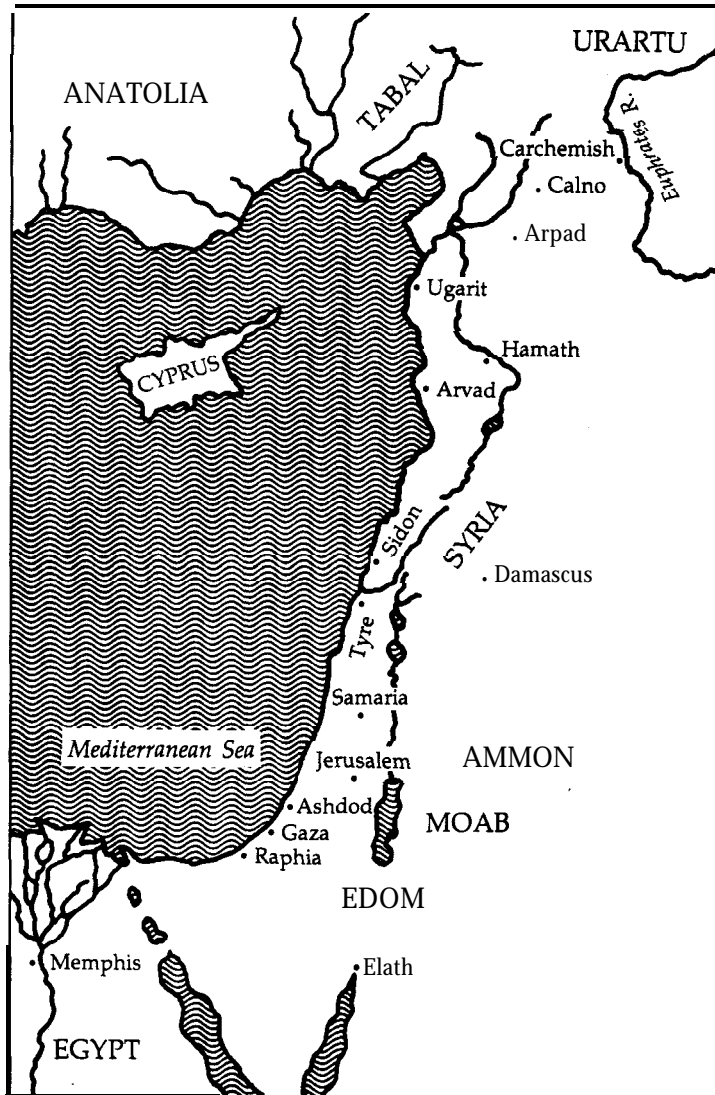 URARTU
ANATOLIA
TABAL
Euphrates R.
Carchemish
Calno
Arpad
Ugarit
Hamath
CYPRUS
Arvad
Sidon
SYRIA
Damascus
Tyre
Samaria
Mediterranean Sea
Jerusalem
AMMON
Ashdod
MOAB
Gaza
Raphia
EDOM
Memphis
Elath
EGYPT